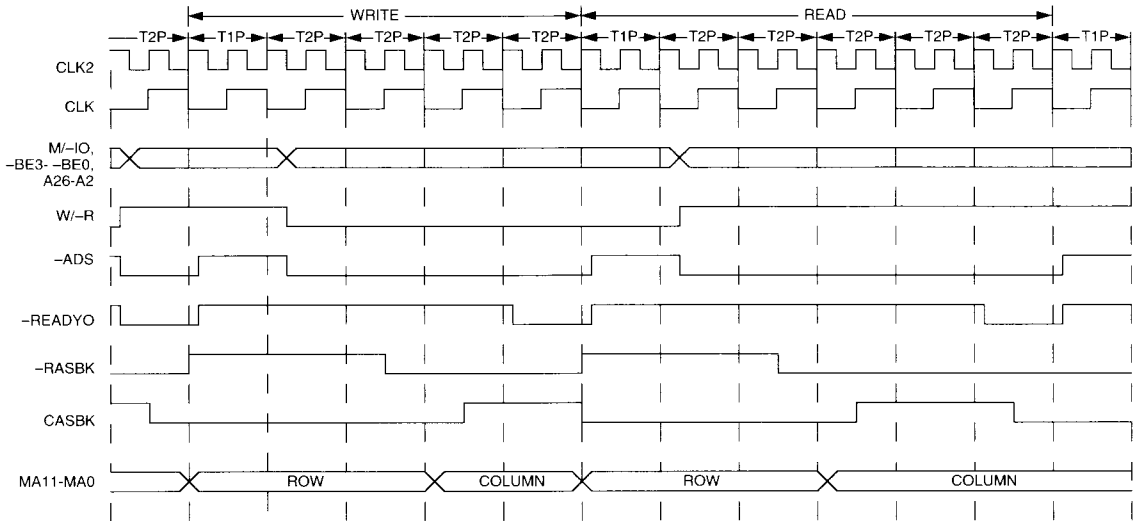 WRITE READ
T2P T1P T2P T2P T2P T2P T1P T2P T2P T2P T2P T2P T1P
CLK2
CLK
M/-IO,
-BE3- -BE0,
A26-A2
W/-R
-ADS
-READYO
-RASBK
CASBK
MA11-MA0 ROW COLUMN ROW COLUMN